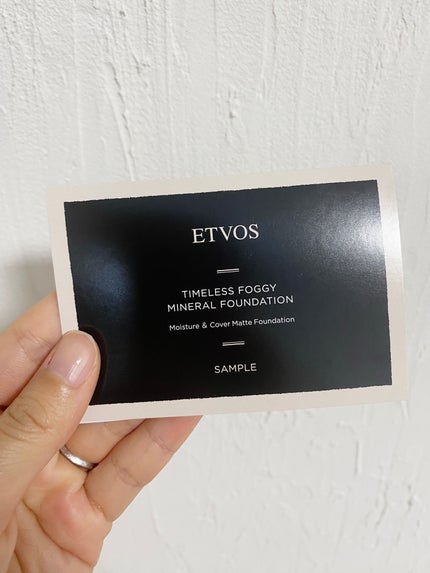 ETVOS
TIMELESS FOGGY
MINERAL FOUNDATION
Moisture & Cover Matte Foundation
SAMPLE